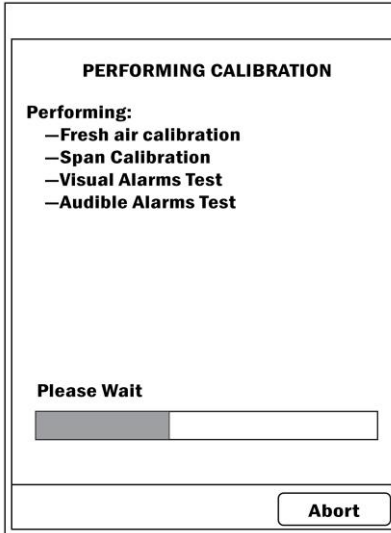 PERFORMING CALIBRATION
Performing:
—Fresh air calibration
—Span Calibration
—Visual Alarms Test
—Audible Alarms Test
Please Wait
Abort